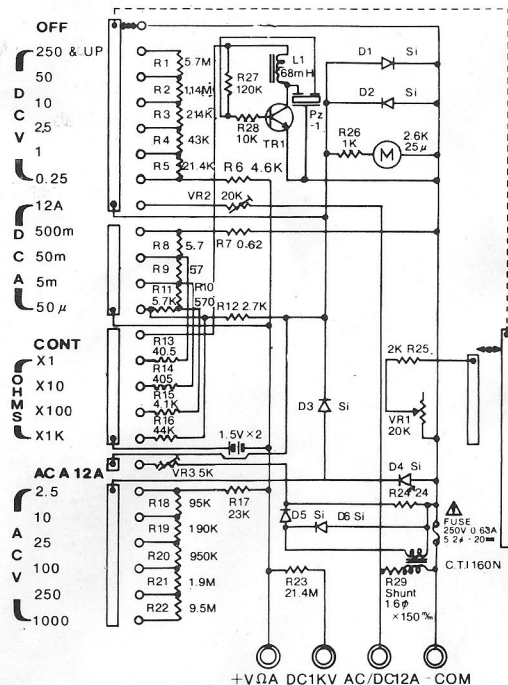 OFF
250 & UP
50
10
2.5
1
0.25
DCV
12A
500m
50m
5m
50 μ
DCA
CONT
X1
X10
X100
X1K
OHMS
AC A 12A
2.5
10
25
100
250
1000
ACV
R1 5.7M
R2 1.14M
R3 214K
R4 43K
R5 21.4K
R6 4.6K
VR2 20K
R7 0.62
R8 5.7
R9 57
R10 570
R11 5.7K
R12 2.7K
R13 40.5
R14 405
R15 4.1K
R16 44K
1.5V × 2
VR3 5K
R17 23K
R18 95K
R19 190K
R20 950K
R21 1.9M
R22 9.5M
R27 120K
R28 10K
TR1
L1 68mH
Pz -1
D1 Si
D2 Si
R26 1K
M
2.6K 25μ
2K R25
VR1 20K
D3 Si
D4 Si
R24 24
D5 Si
D6 Si
FUSE
250V 0.63A
5.2φ · 20㎜
C.T.I 160N
R23 21.4M
R29
Shunt
1.6φ
×150㎜
+VΩA DC1KV AC/DC12A -COM